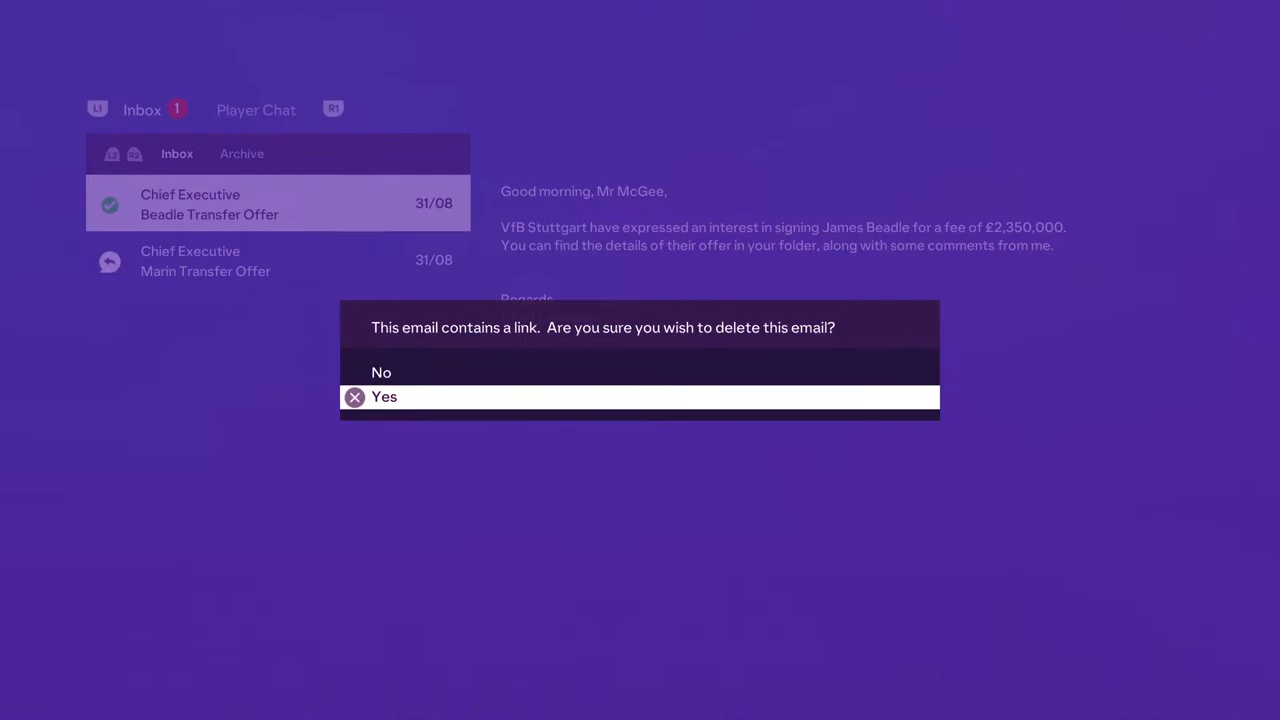 L1 Inbox 1 Player Chat R1
L2 R2 Inbox Archive
Chief Executive
Beadle Transfer Offer
31/08
Chief Executive
Marin Transfer Offer
31/08
Good morning, Mr McGee,
VfB Stuttgart have expressed an interest in signing James Beadle for a fee of £2,350,000.
You can find the details of their offer in your folder, along with some comments from me.
Regards
This email contains a link. Are you sure you wish to delete this email?
No
Yes